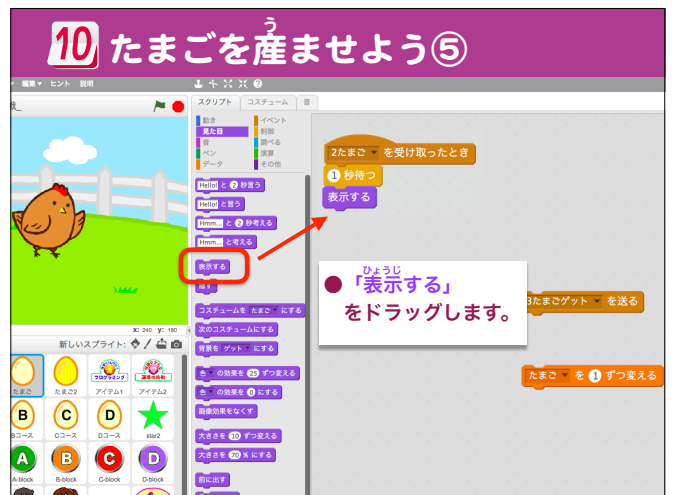 10 たまごを産ませよう⑤
う
編集▼ ヒント 説明
スクリプト コスチューム 音
動き イベント
見た目 制御
音 調べる
ペン 演算
データ その他
Hello! と 2 秒言う
Hello! と言う
Hmm... と 2 秒考える
Hmm... と考える
表示する
隠す
コスチュームを たまご にする
次のコスチュームにする
背景を ゲット にする
色 の効果を 25 ずつ変える
色 の効果を 0 にする
画像効果をなくす
大きさを 10 ずつ変える
大きさを 70 % にする
前に出す
2たまご を受け取ったとき
1 秒待つ
表示する
ひょうじ
●「表示する」
をドラッグします。
3たまごゲット を送る
たまご を 1 ずつ変える
x: 240 y: 180
新しいスプライト:
たまご たまご2 アイテム1 アイテム2
プログラミング
B C D
Bコース Cコース Dコース star2
A B C D
A-block B-block C-block D-block